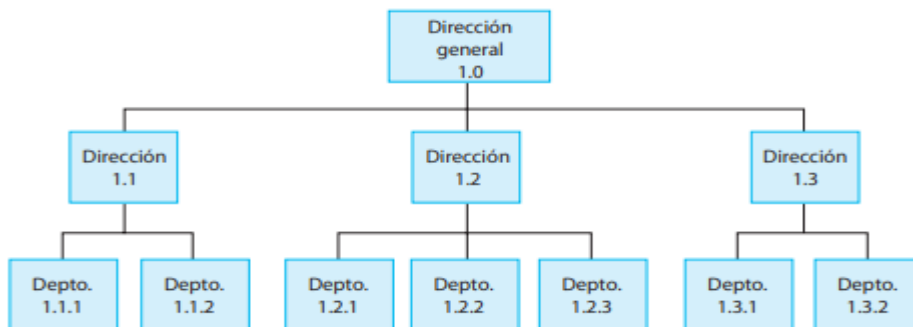 Dirección
general
1.0
Dirección
1.1
Dirección
1.2
Dirección
1.3
Depto.
1.1.1
Depto.
1.1.2
Depto.
1.2.1
Depto.
1.2.2
Depto.
1.2.3
Depto.
1.3.1
Depto.
1.3.2